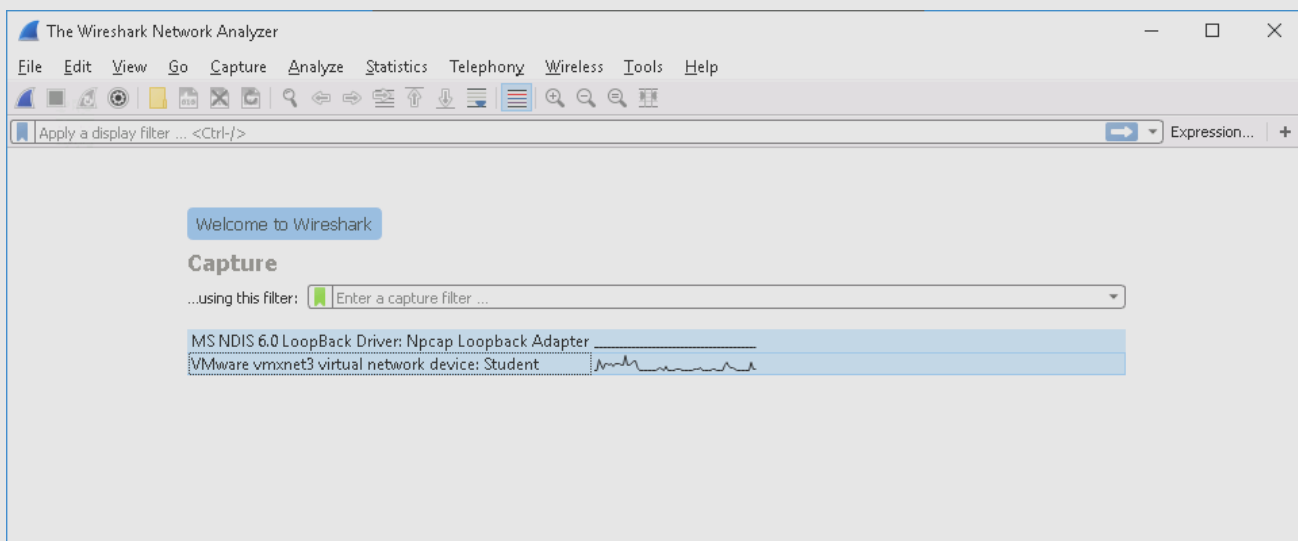 The Wireshark Network Analyzer
File Edit View Go Capture Analyze Statistics Telephony Wireless Tools Help
Apply a display filter ... <Ctrl-/> Expression... +
Welcome to Wireshark
Capture
...using this filter: Enter a capture filter ...
MS NDIS 6.0 LoopBack Driver: Npcap Loopback Adapter
VMware vmxnet3 virtual network device: Student